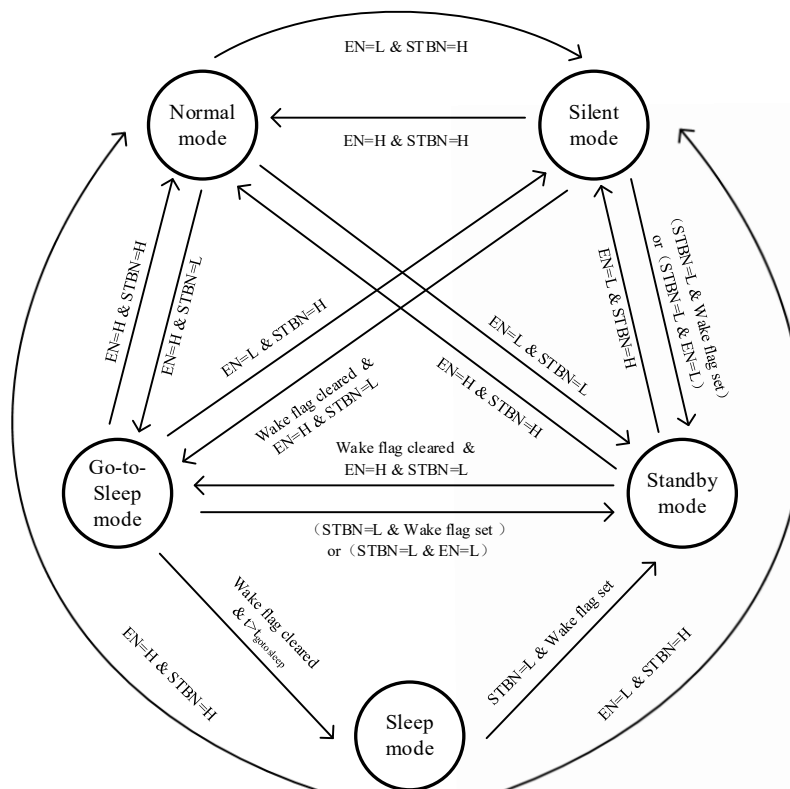 EN=L & STBN=H
Normal
mode
Silent
mode
EN=H & STBN=H
EN=H & STBN=H
EN=H & STBN=L
EN=L & STBN=H
Wake flag cleared &
EN=H & STBN=L
EN=L & STBN=L
EN=H & STBN=H
EN=L & STBN=H
(STBN=L & Wake flag set)
or (STBN=L & EN=L)
Wake flag cleared &
EN=H & STBN=L
Go-to-
Sleep
mode
Standby
mode
(STBN=L & Wake flag set )
or (STBN=L & EN=L)
Wake flag cleared
& t>tgotosleep
STBN=L & Wake flag set
EN=H & STBN=H
EN=L & STBN=H
Sleep
mode